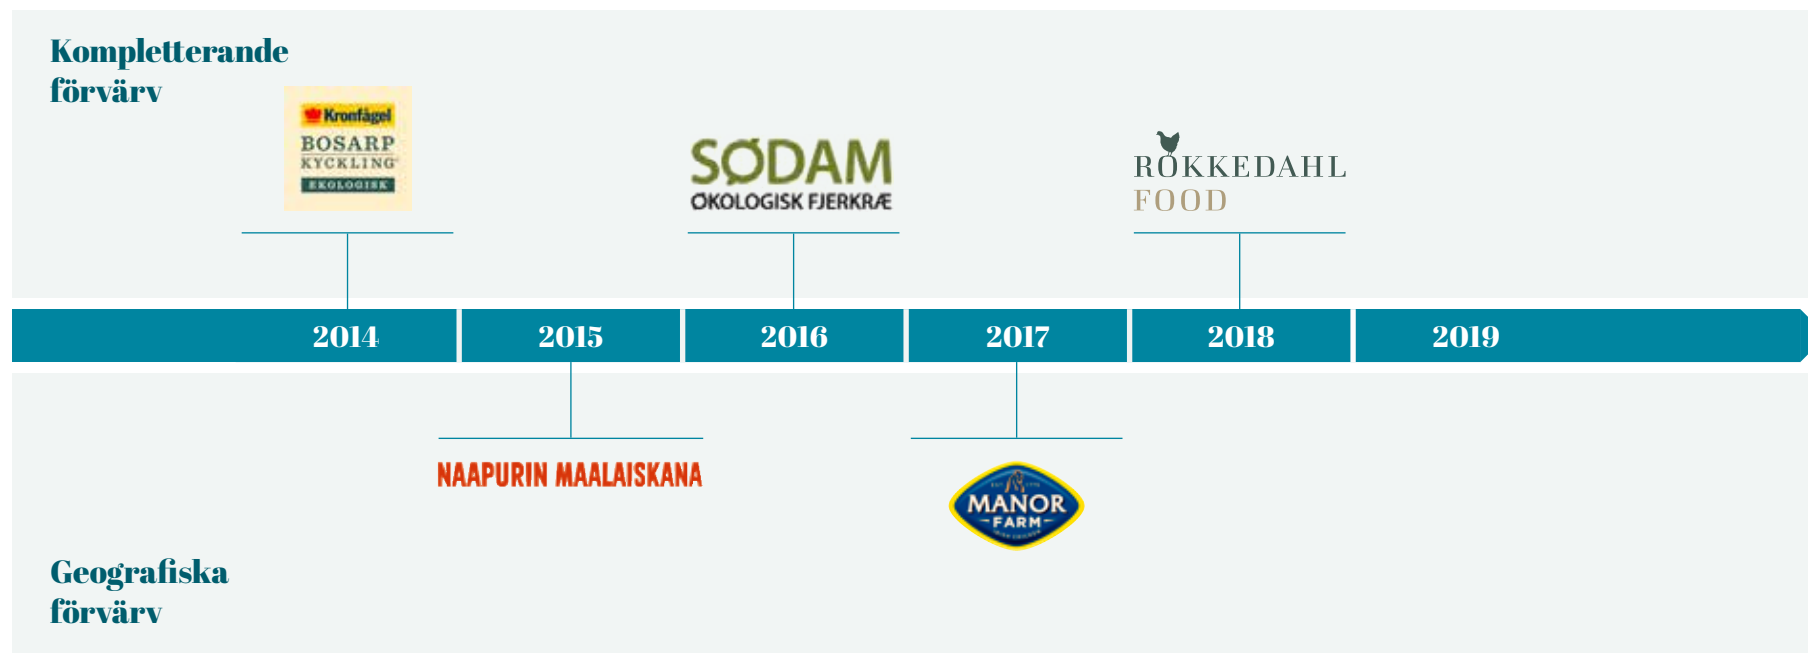 Kompletterande
förvärv
Kronfågel
BOSARP
KYCKLING
EKOLOGISK
SØDAM
ØKOLOGISK FJERKRÆ
ROKKEDAHL
FOOD
2014 2015 2016 2017 2018 2019
NAAPURIN MAALAISKANA
MANOR
FARM
Geografiska
förvärv